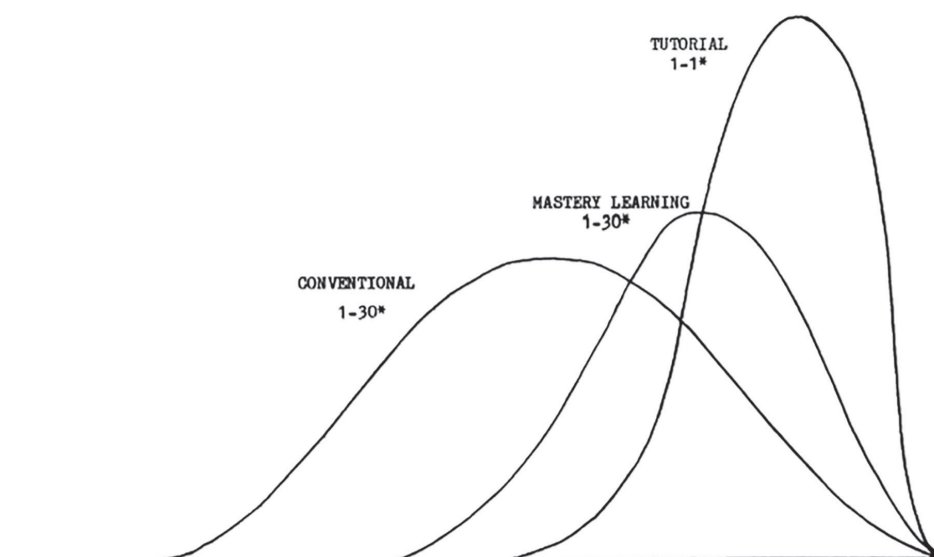 TUTORIAL
1-1*
MASTERY LEARNING
1-30*
CONVENTIONAL
1-30*